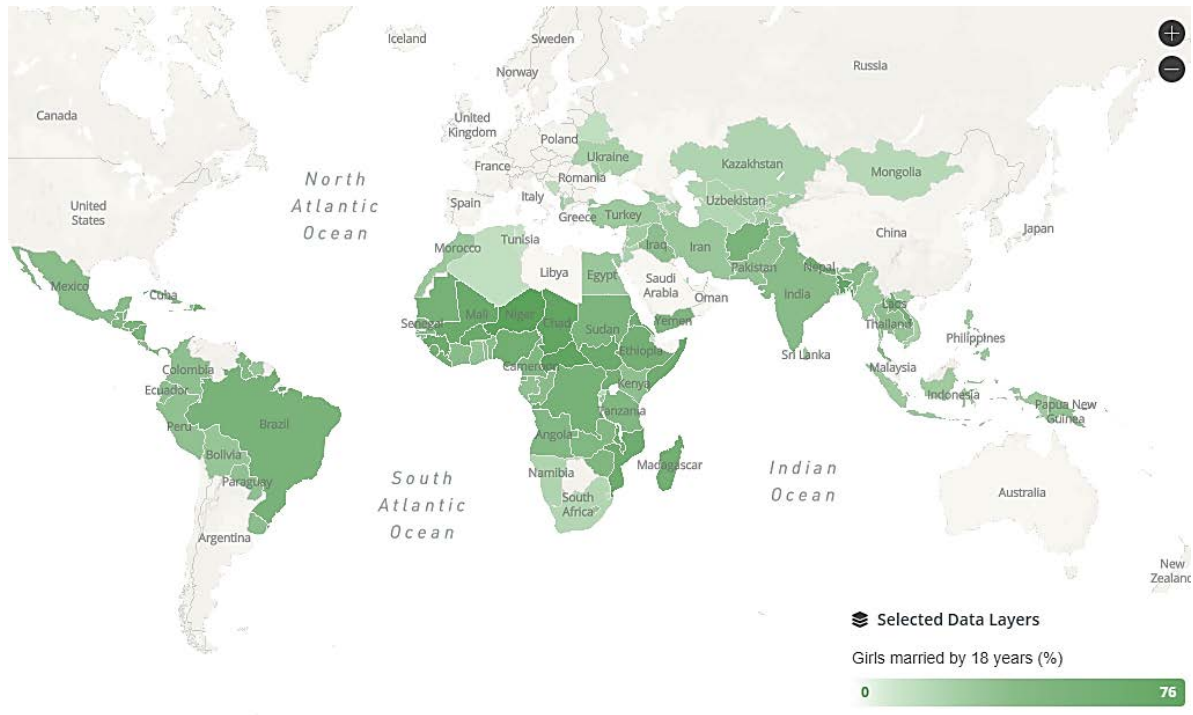 Iceland
Sweden
Norway
Russia
Canada
United
Kingdom
Poland
Ukraine
France
Romania
Kazakhstan
Mongolia
North
Atlantic
Ocean
Spain
Italy
Greece
Turkey
Uzbekistan
United
States
Morocco
Tunisia
Iraq
Iran
China
Japan
Libya
Egypt
Pakistan
Nepal
Saudi
Arabia
Oman
India
Mexico
Cuba
Laos
Senegal
Mali
Niger
Chad
Sudan
Yemen
Thailand
Philippines
Ethiopia
Sri Lanka
Colombia
Cameroon
Malaysia
Ecuador
Kenya
Indonesia
Papua New
Guinea
Peru
Brazil
Tanzania
Angola
Bolivia
Namibia
Madagascar
Indian
Ocean
Paraguay
South
Atlantic
Ocean
South
Africa
Australia
Argentina
New
Zealand
Selected Data Layers
Girls married by 18 years (%)
0 76